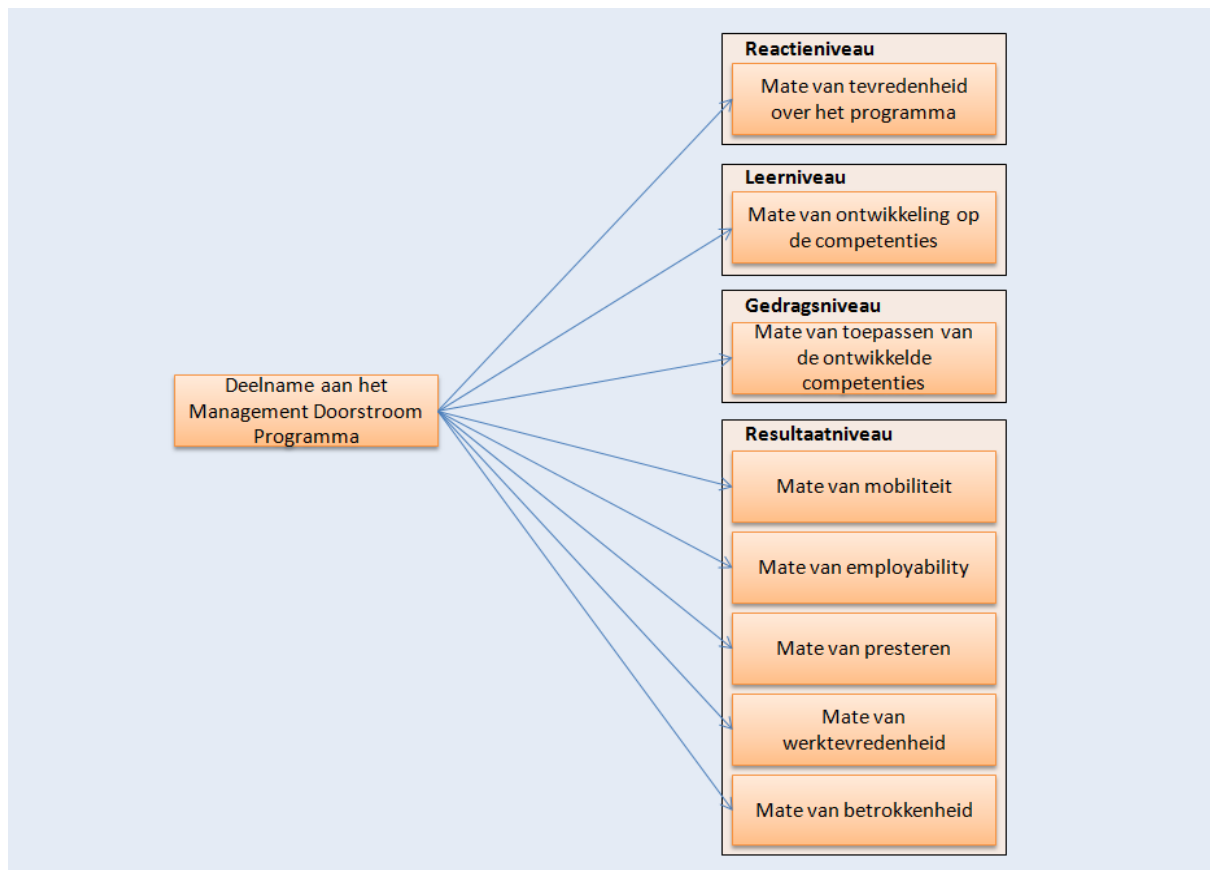 Reactieniveau
Mate van tevredenheid
over het programma
Leerniveau
Mate van ontwikkeling op
de competenties
Gedragsniveau
Mate van toepassen van
de ontwikkelde
competenties
Deelname aan het
Management Doorstroom
Programma
Resultaatniveau
Mate van mobiliteit
Mate van employability
Mate van presteren
Mate van
werktevredenheid
Mate van betrokkenheid